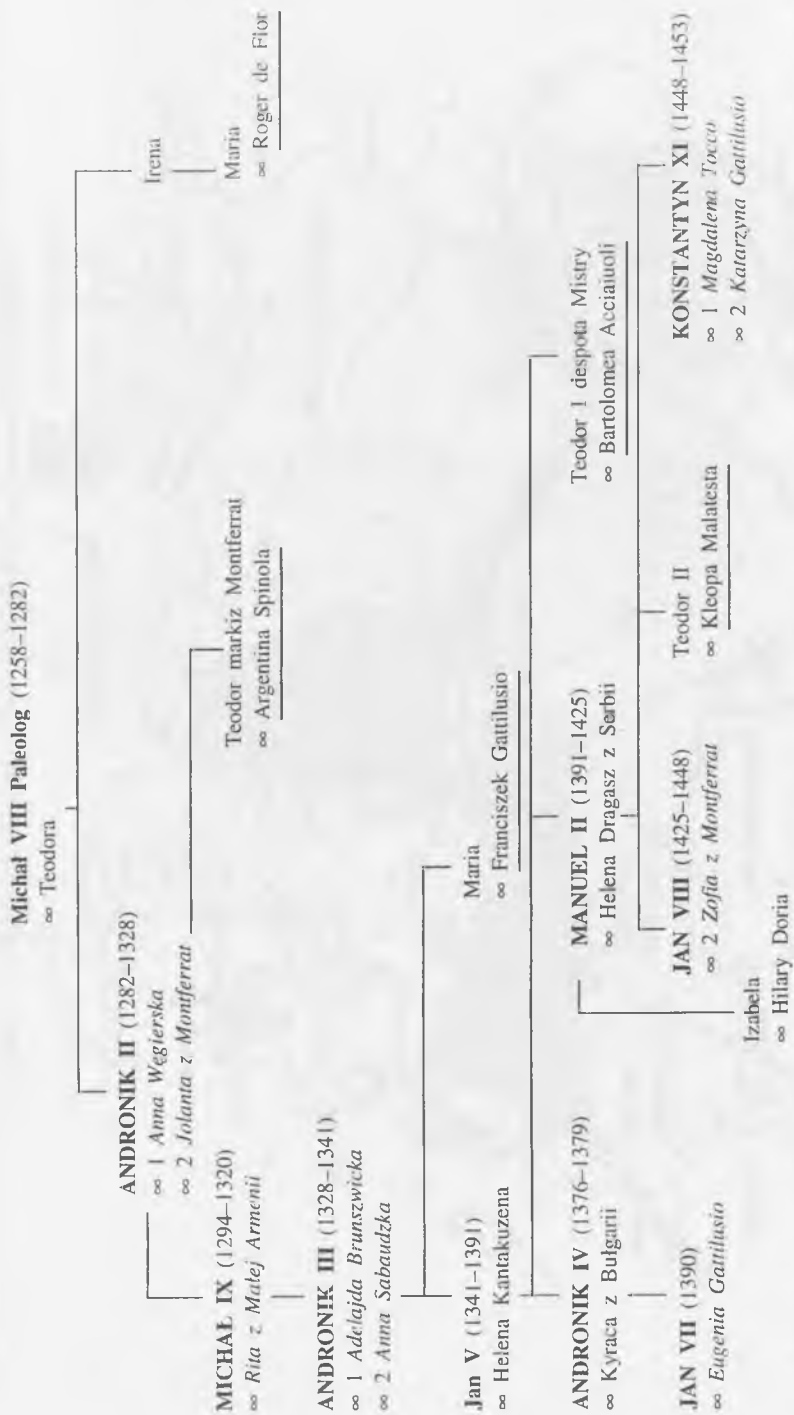 Michał VIII Paleolog (1258–1282)
∞ Teodora
ANDRONIK II (1282–1328)
∞ 1 Anna Węgierska
∞ 2 Jolanta z Montferrat
Irena
MICHAŁ IX (1294–1320)
∞ Rita z Małej Armenii
Teodor markiz Montferrat
∞ Argentina Spinola
Maria
∞ Roger de Flor
ANDRONIK III (1328–1341)
∞ 1 Adelajda Brunszwicka
∞ 2 Anna Sabaudzka
Jan V (1341–1391)
∞ Helena Kantakuzena
Maria
∞ Franciszek Gattilusio
ANDRONIK IV (1376–1379)
∞ Kyraca z Bułgarii
MANUEL II (1391–1425)
∞ Helena Dragasz z Serbii
Teodor I despota Mistry
∞ Bartolomea Acciaiuoli
JAN VII (1390)
∞ Eugenia Gattilusio
JAN VIII (1425–1448)
∞ 2 Zofia z Montferrat
Teodor II
∞ Kleopa Malatesta
KONSTANTYN XI (1448–1453)
∞ 1 Magdalena Tocco
∞ 2 Katarzyna Gattilusio
Izabela
∞ Hilary Doria